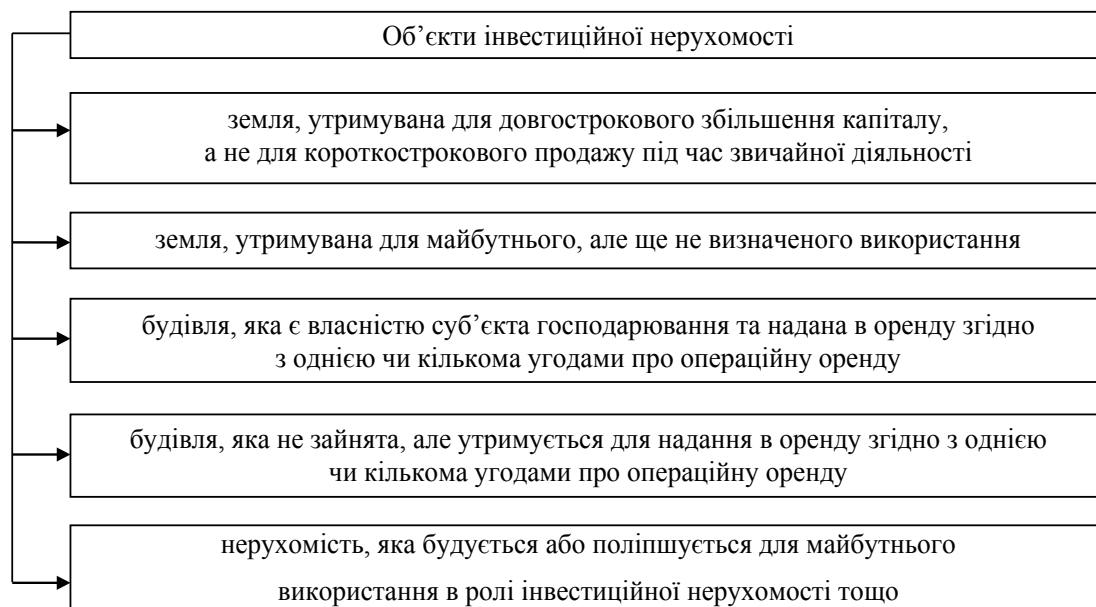 Об’єкти інвестиційної нерухомості
земля, утримувана для довгострокового збільшення капіталу,
а не для короткострокового продажу під час звичайної діяльності
земля, утримувана для майбутнього, але ще не визначеного використання
будівля, яка є власністю суб’єкта господарювання та надана в оренду згідно
з однією чи кількома угодами про операційну оренду
будівля, яка не зайнята, але утримується для надання в оренду згідно з однією
чи кількома угодами про операційну оренду
нерухомість, яка будується або поліпшується для майбутнього
використання в ролі інвестиційної нерухомості тощо